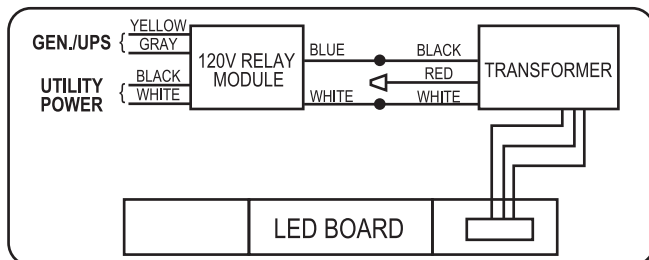 GEN./UPS { YELLOW
GRAY
UTILITY
POWER { BLACK
WHITE
120V RELAY
MODULE
BLUE
WHITE
BLACK
RED
WHITE
TRANSFORMER
LED BOARD